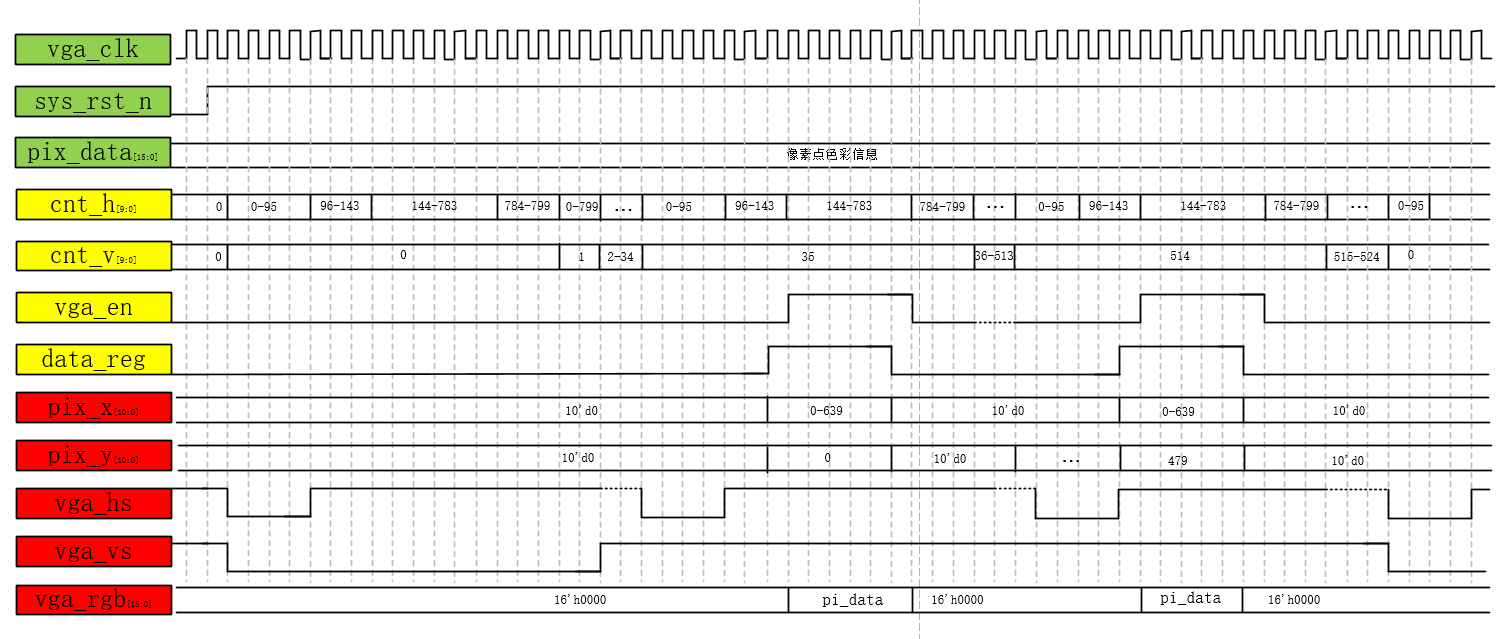 vga_clk
sys_rst_n
pix_data[15:0] 像素点色彩信息
cnt_h[9:0] 0 0-95 96-143 144-783 784-799 0-799 ... 0-95 96-143 144-783 784-799 ... 0-95 96-143 144-783 784-799 ... 0-95
cnt_v[9:0] 0 0 1 2-34 35 36-513 514 515-524 0
vga_en
data_reg
pix_x[10:0] 10'd0 0-639 10'd0 0-639 10'd0
pix_y[10:0] 10'd0 0 10'd0 ... 479 10'd0
vga_hs
vga_vs
vga_rgb[15:0] 16'h0000 pi_data 16'h0000 pi_data 16'h0000